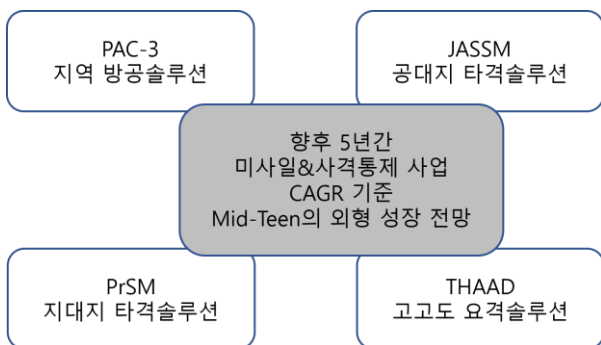 PAC-3
지역 방공솔루션
JASSM
공대지 타격솔루션
향후 5년간
미사일&사격통제 사업
CAGR 기준
Mid-Teen의 외형 성장 전망
PrSM
지대지 타격솔루션
THAAD
고고도 요격솔루션